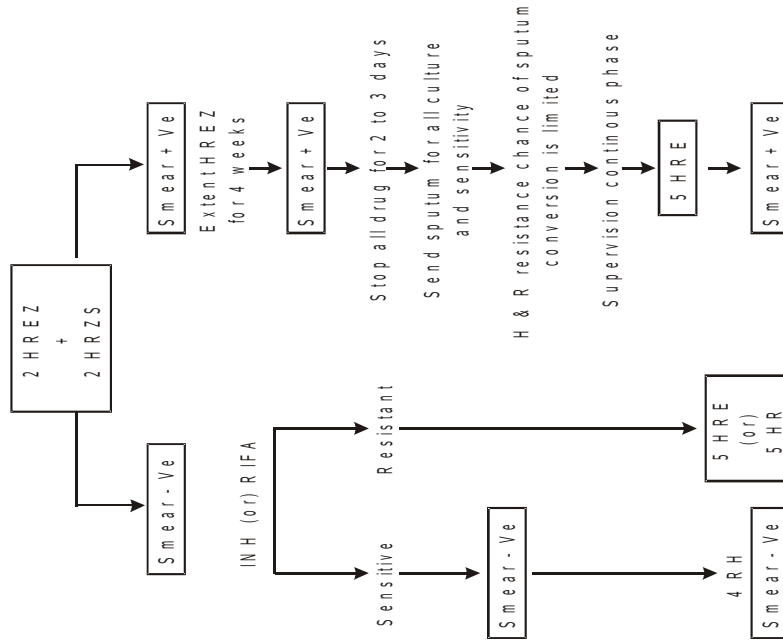 2 HREZ
+
2 HRZS
Smear - Ve
Smear + Ve
INH (or) RIFA
Extent HREZ
for 4 weeks
Sensitive
Resistant
Smear + Ve
Stop all drug for 2 to 3 days
Send sputum for all culture
and sensitivity
Smear - Ve
H & R resistance chance of sputum
conversion is limited
Supervision continous phase
5 HRE
4 RH
5 HRE
(or)
5 HR
Smear - Ve
Smear + Ve